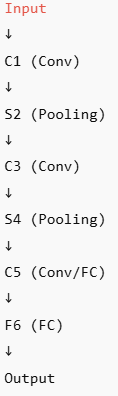 Input
↓
C1 (Conv)
↓
S2 (Pooling)
↓
C3 (Conv)
↓
S4 (Pooling)
↓
C5 (Conv/FC)
↓
F6 (FC)
↓
Output